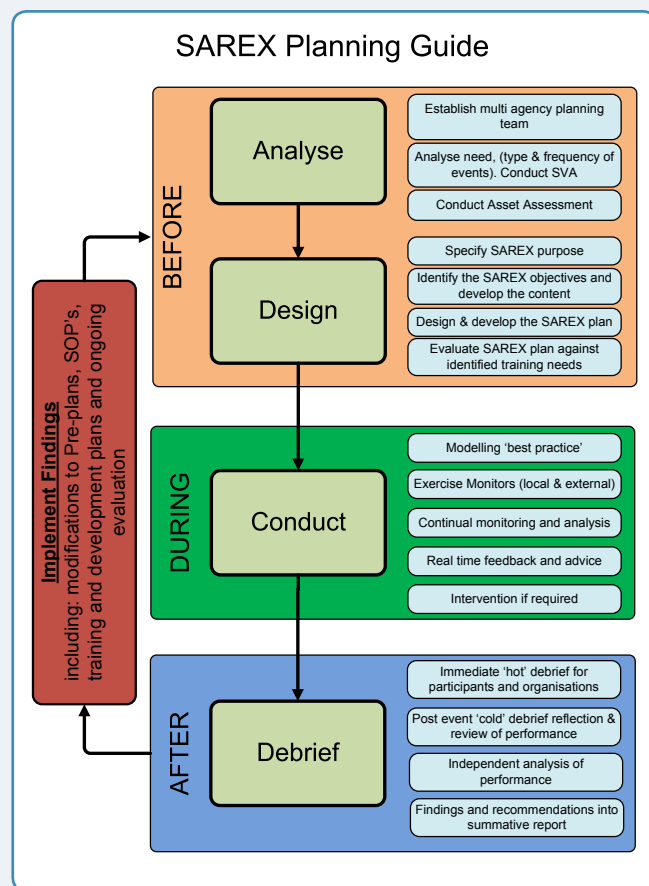 SAREX Planning Guide
BEFORE
Analyse
Establish multi agency planning
team
Analyse need, (type & frequency of
events). Conduct SVA
Conduct Asset Assessment
Design
Specify SAREX purpose
Identify the SAREX objectives and
develop the content
Design & develop the SAREX plan
Evaluate SAREX plan against
identified training needs
DURING
Conduct
Modelling ‘best practice’
Exercise Monitors (local & external)
Continual monitoring and analysis
Real time feedback and advice
Intervention if required
AFTER
Debrief
Immediate ‘hot’ debrief for
participants and organisations
Post event ‘cold’ debrief reflection &
review of performance
Independent analysis of
performance
Findings and recommendations into
summative report
Implement Findings
including: modifications to Pre-plans, SOP’s,
training and development plans and ongoing
evaluation